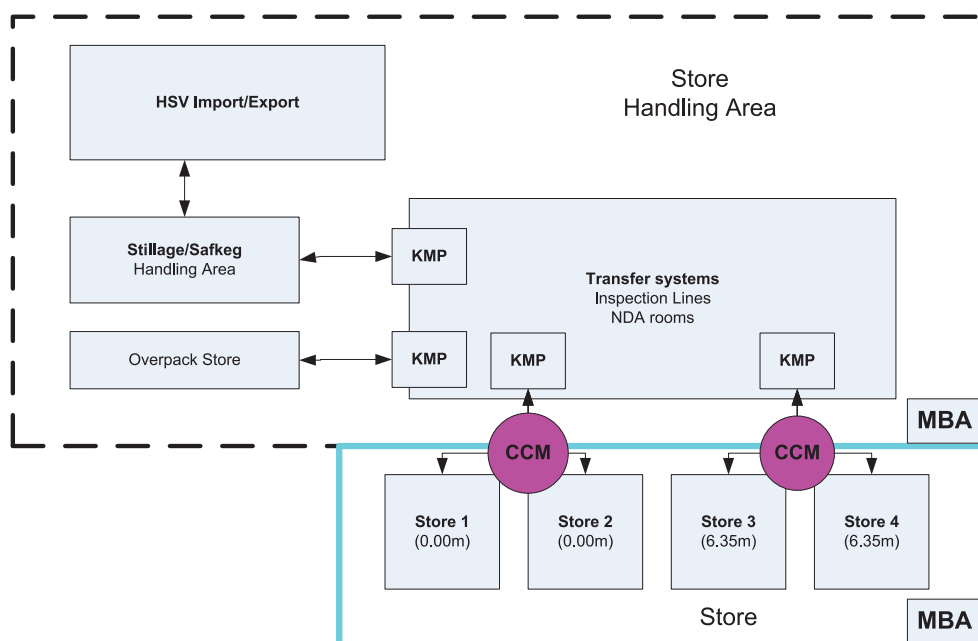 HSV Import/Export
Store
Handling Area
Stillage/Safkeg
Handling Area
KMP
Transfer systems
Inspection Lines
NDA rooms
Overpack Store
KMP
KMP
KMP
MBA
CCM
CCM
Store 1
(0.00m)
Store 2
(0.00m)
Store 3
(6.35m)
Store 4
(6.35m)
Store
MBA